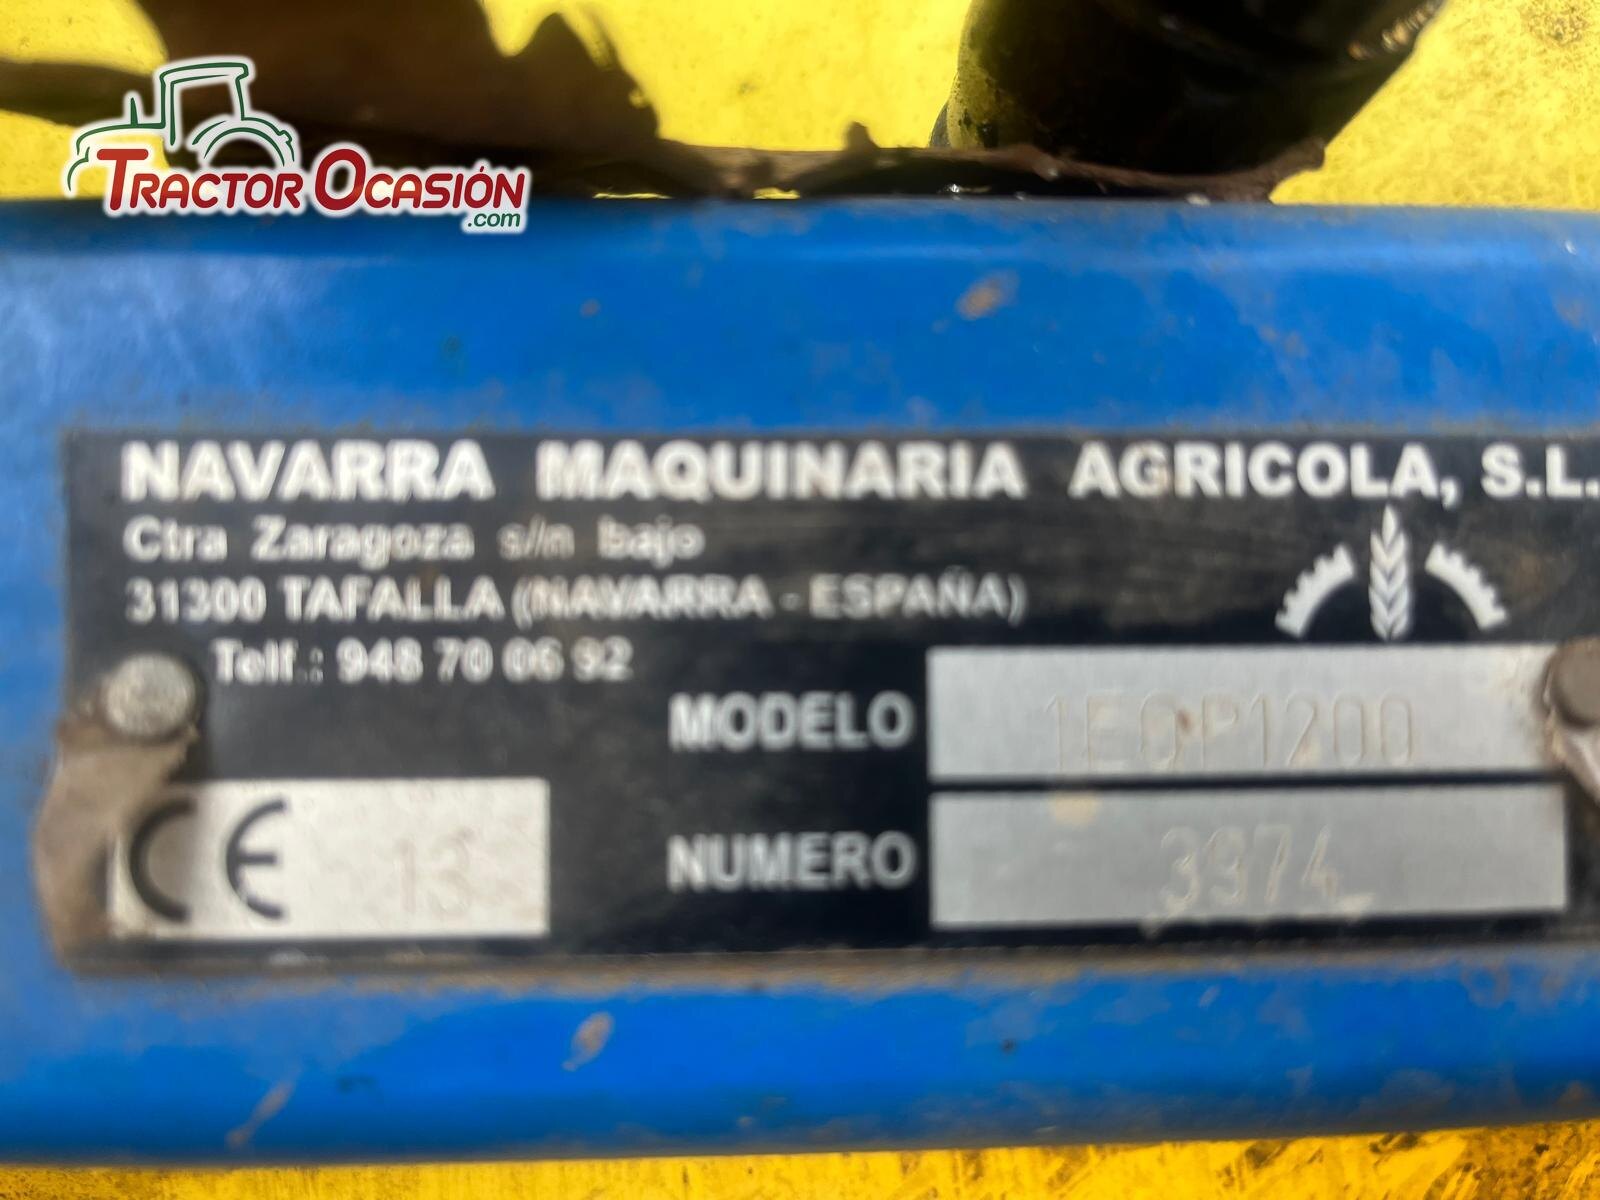 TRACTOR OCASIÓN
.com
NAVARRA MAQUINARIA AGRICOLA, S.L.
Ctra Zaragoza s/n bajo
31300 TAFALLA (NAVARRA - ESPAÑA)
Telf.: 948 70 06 92
MODELO
CE 13
NUMERO 3974